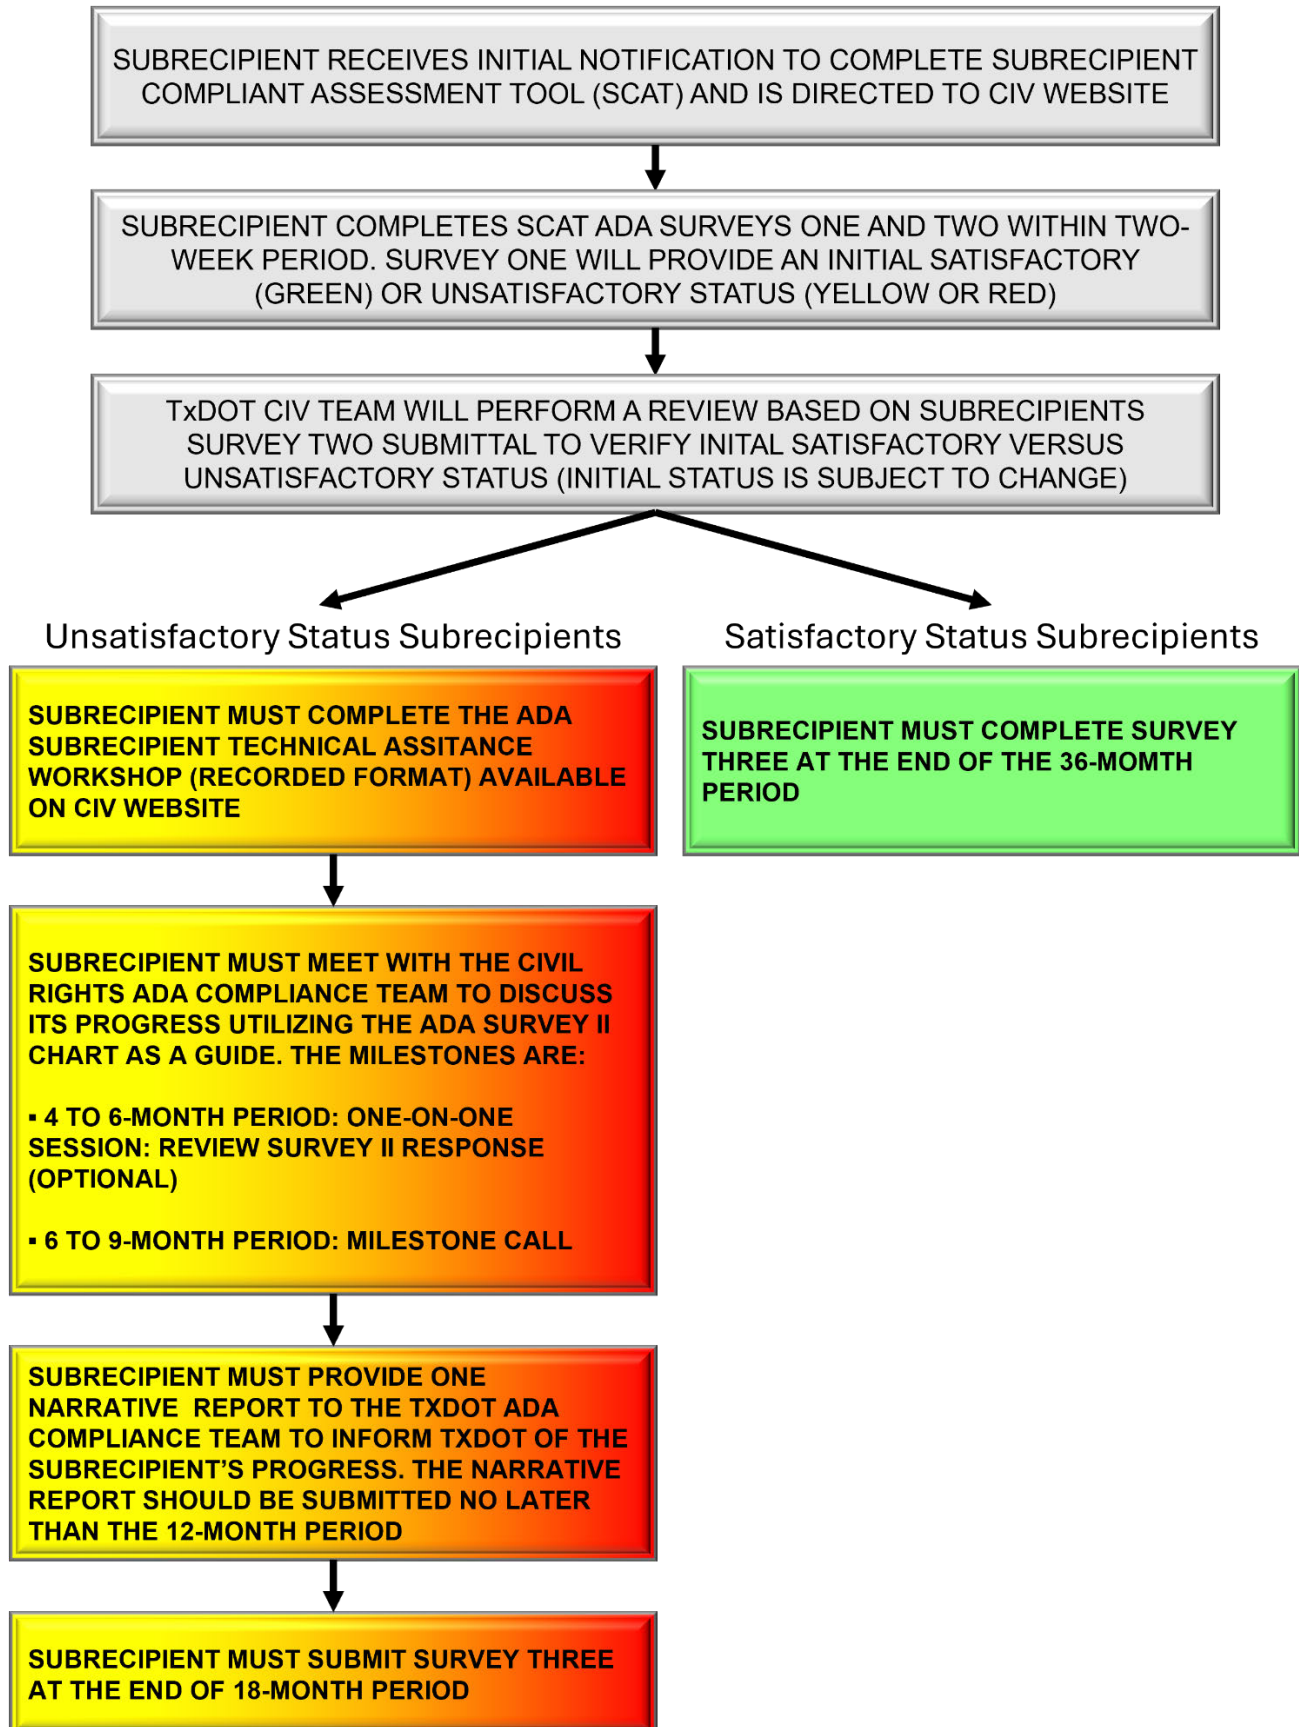 SUBRECIPIENT RECEIVES INITIAL NOTIFICATION TO COMPLETE SUBRECIPIENT
COMPLIANT ASSESSMENT TOOL (SCAT) AND IS DIRECTED TO CIV WEBSITE
SUBRECIPIENT COMPLETES SCAT ADA SURVEYS ONE AND TWO WITHIN TWO-
WEEK PERIOD. SURVEY ONE WILL PROVIDE AN INITIAL SATISFACTORY
(GREEN) OR UNSATISFACTORY STATUS (YELLOW OR RED)
TxDOT CIV TEAM WILL PERFORM A REVIEW BASED ON SUBRECIPIENTS
SURVEY TWO SUBMITTAL TO VERIFY INITAL SATISFACTORY VERSUS
UNSATISFACTORY STATUS (INITIAL STATUS IS SUBJECT TO CHANGE)
Unsatisfactory Status Subrecipients
SUBRECIPIENT MUST COMPLETE THE ADA
SUBRECIPIENT TECHNICAL ASSITANCE
WORKSHOP (RECORDED FORMAT) AVAILABLE
ON CIV WEBSITE
SUBRECIPIENT MUST MEET WITH THE CIVIL
RIGHTS ADA COMPLIANCE TEAM TO DISCUSS
ITS PROGRESS UTILIZING THE ADA SURVEY II
CHART AS A GUIDE. THE MILESTONES ARE:
▪ 4 TO 6-MONTH PERIOD: ONE-ON-ONE
SESSION: REVIEW SURVEY II RESPONSE
(OPTIONAL)
▪ 6 TO 9-MONTH PERIOD: MILESTONE CALL
SUBRECIPIENT MUST PROVIDE ONE
NARRATIVE  REPORT TO THE TXDOT ADA
COMPLIANCE TEAM TO INFORM TXDOT OF THE
SUBRECIPIENT’S PROGRESS. THE NARRATIVE
REPORT SHOULD BE SUBMITTED NO LATER
THAN THE 12-MONTH PERIOD
SUBRECIPIENT MUST SUBMIT SURVEY THREE
AT THE END OF 18-MONTH PERIOD
Satisfactory Status Subrecipients
SUBRECIPIENT MUST COMPLETE SURVEY
THREE AT THE END OF THE 36-MOMTH
PERIOD